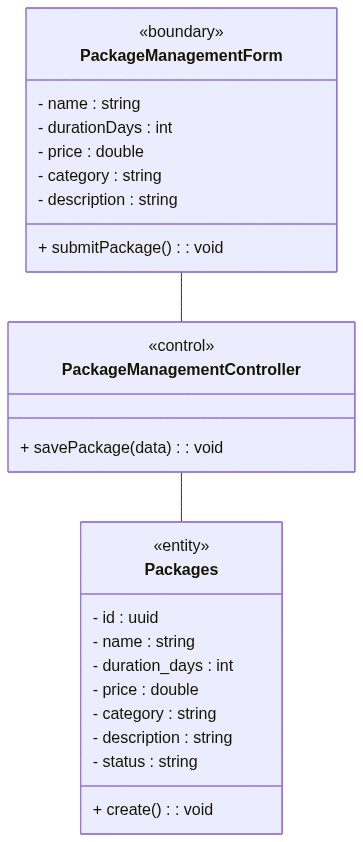 «boundary»
PackageManagementForm
- name : string
- durationDays : int
- price : double
- category : string
- description : string
+ submitPackage() : : void
«control»
PackageManagementController
+ savePackage(data) : : void
«entity»
Packages
- id : uuid
- name : string
- duration_days : int
- price : double
- category : string
- description : string
- status : string
+ create() : : void